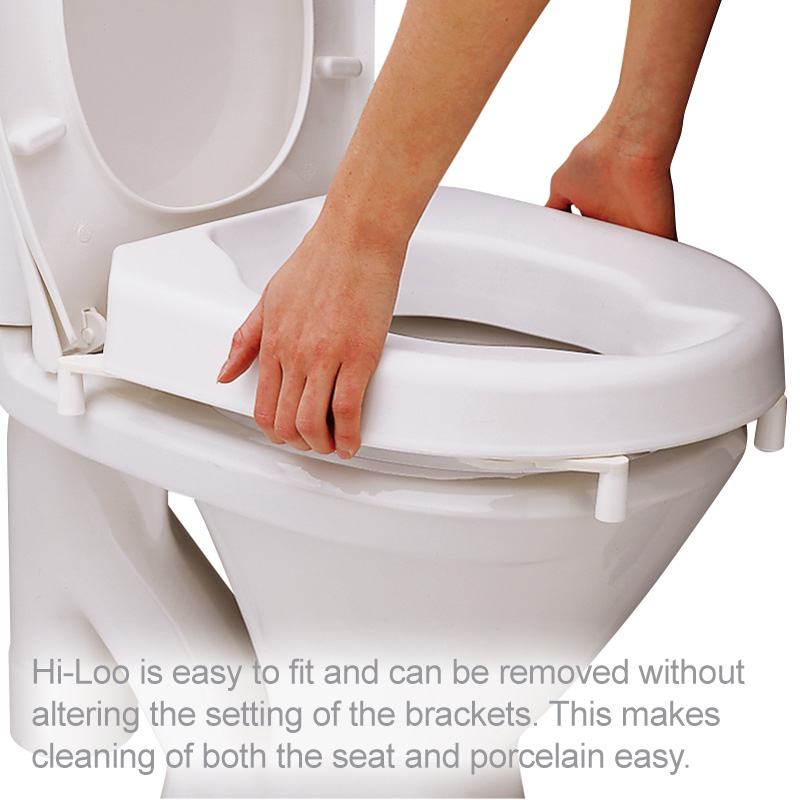 Hi-Loo is easy to fit and can be removed without
altering the setting of the brackets. This makes
cleaning of both the seat and porcelain easy.